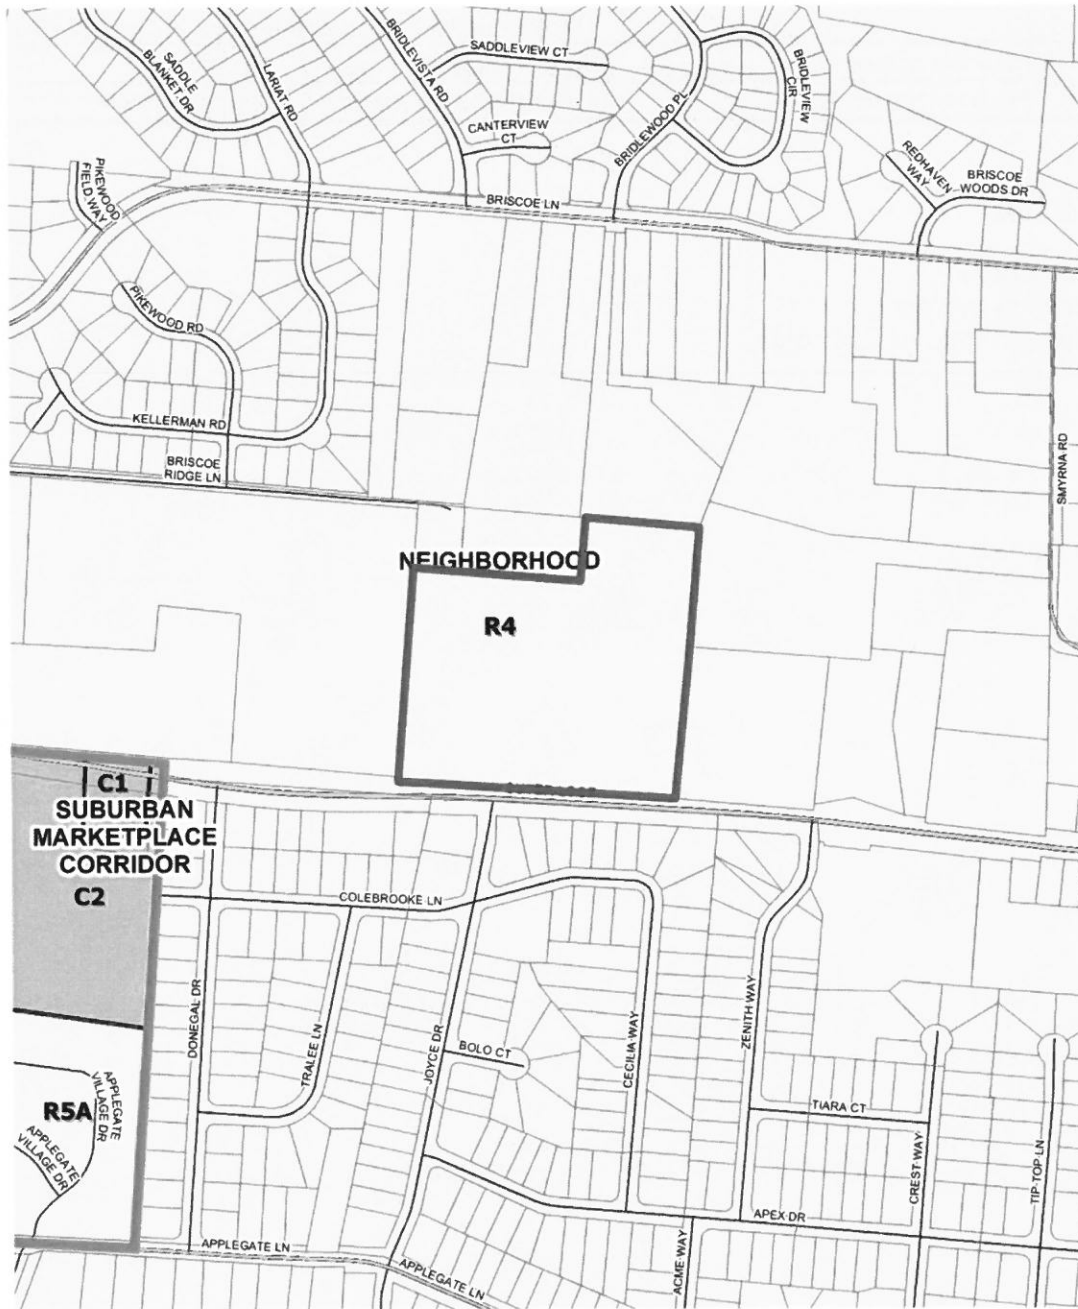 SADDLEVIEW CT
BRIDLEVISTA RD
BRIDLEVIEW
CIR
SADDLE
BLANKET DR
LARIAT RD
CANTERVIEW
CT
BRIDLEWOOD PL
REDHAVEN
WAY
BRISCOE
WOODS DR
PIKEWOOD
FIELD WAY
BRISCOE LN
PIKEWOOD RD
KELLERMAN RD
BRISCOE
RIDGE LN
SMYRNA RD
NEIGHBORHOOD
R4
C1
SUBURBAN
MARKETPLACE
CORRIDOR
C2
COLEBROOKE LN
DONEGAL DR
TRALEE LN
JOYCE DR
BOLO CT
CECILIA WAY
ZENITH WAY
TIARA CT
CREST WAY
TIP-TOP LN
R5A
APPLEGATE
VILLAGE DR
APPLEGATE
VILLAGE DR
APEX DR
ACME WAY
APPLEGATE LN
APPLEGATE LN